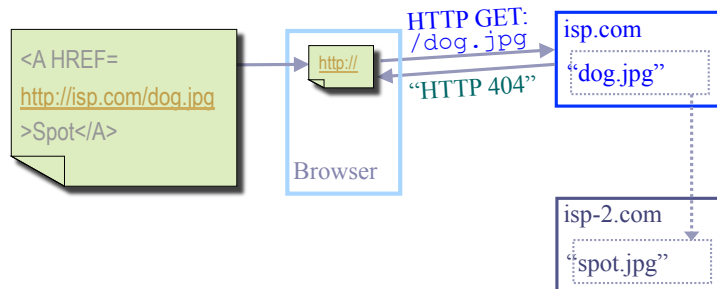 <A HREF=
http://isp.com/dog.jpg
>Spot</A>
http://
Browser
HTTP GET:
/dog.jpg
“HTTP 404”
isp.com
“dog.jpg”
isp-2.com
“spot.jpg”